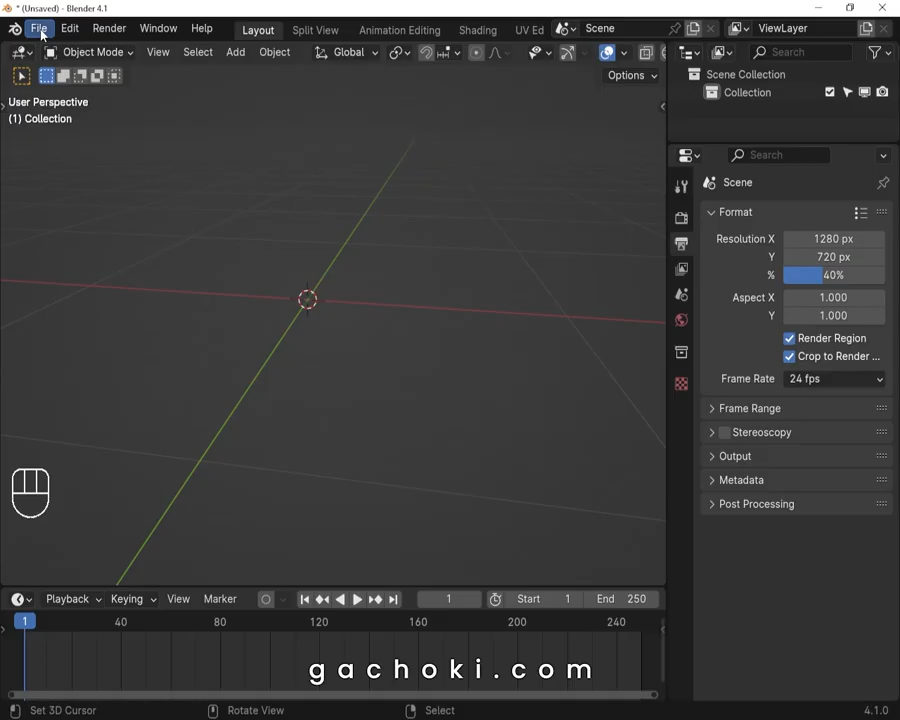 * (Unsaved) - Blender 4.1
File Edit Render Window Help Layout Split View Animation Editing Shading UV Ed Scene ViewLayer
Object Mode View Select Add Object Global Search
Options
User Perspective
(1) Collection
Scene Collection
Collection
Search
Scene
Format
Resolution X 1280 px
Y 720 px
% 40%
Aspect X 1.000
Y 1.000
Render Region
Crop to Render ...
Frame Rate 24 fps
Frame Range
Stereoscopy
Output
Metadata
Post Processing
Playback Keying View Marker 1 Start 1 End 250
1 40 80 120 160 200 240
gachoki.com
Set 3D Cursor Rotate View Select 4.1.0